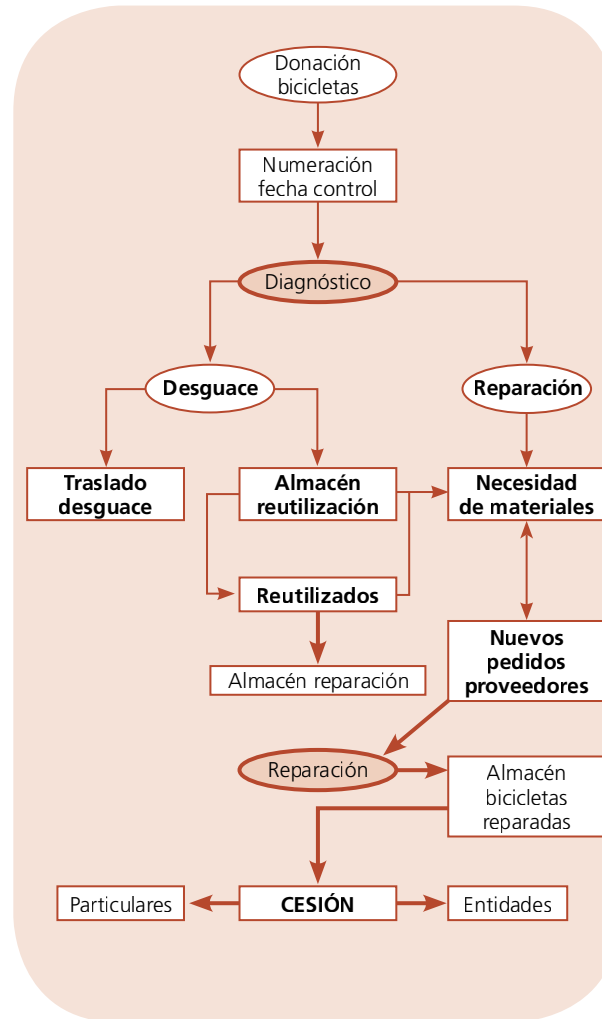 Donación
bicicletas
Numeración
fecha control
Diagnóstico
Desguace
Reparación
Traslado
desguace
Almacén
reutilización
Necesidad
de materiales
Reutilizados
Nuevos
pedidos
proveedores
Almacén reparación
Reparación
Almacén
bicicletas
reparadas
Particulares
CESIÓN
Entidades